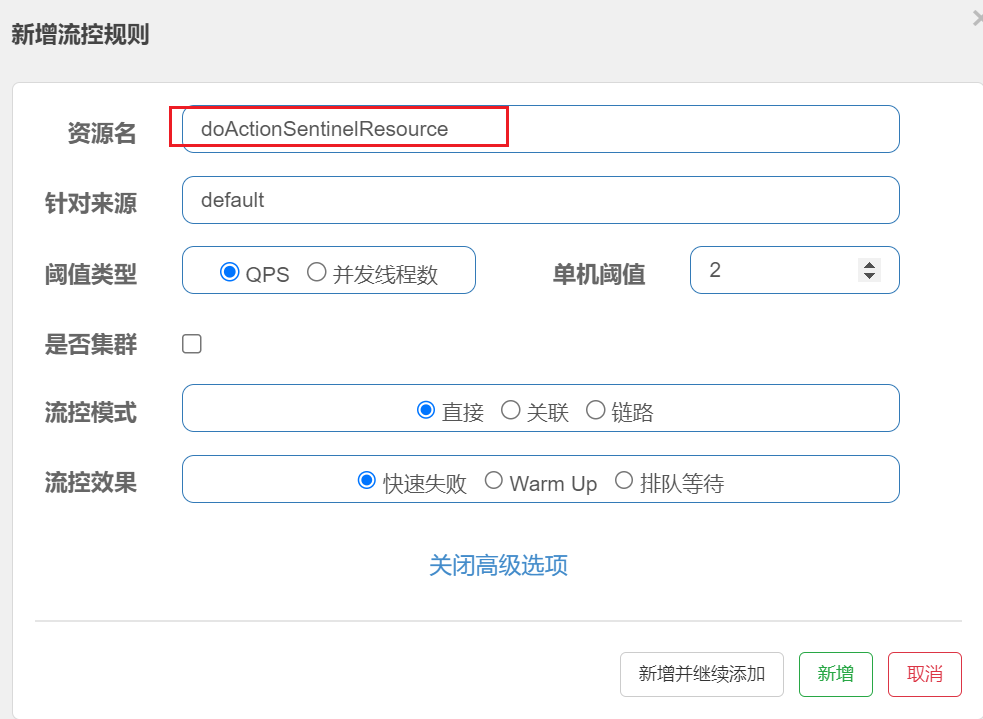 新增流控规则
资源名 doActionSentinelResource
针对来源 default
阈值类型 QPS 并发线程数 单机阈值 2
是否集群
流控模式 直接 关联 链路
流控效果 快速失败 Warm Up 排队等待
关闭高级选项
新增并继续添加 新增 取消